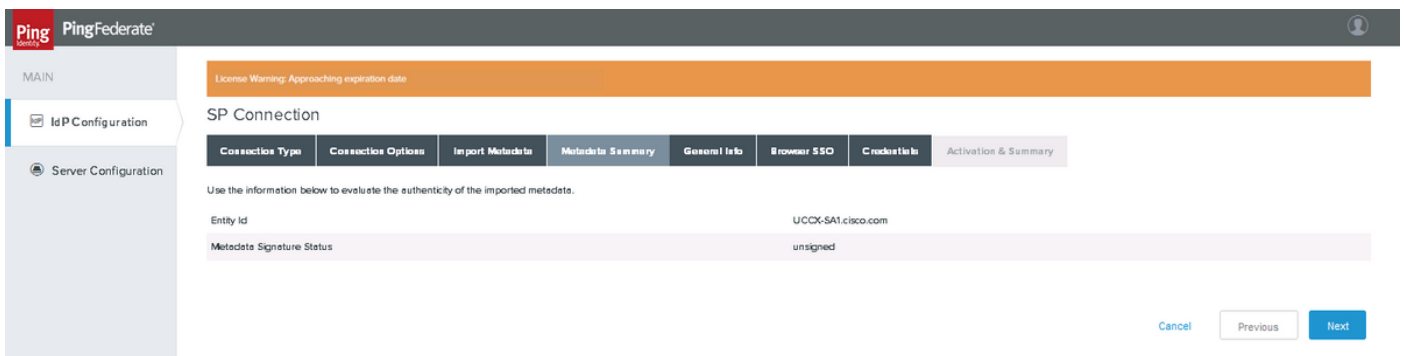 Ping Identity. PingFederate®
MAIN
License Warning: Approaching expiration date
IdP Configuration
SP Connection
Connection Type Connection Options Import Metadata Metadata Summary General Info Browser SSO Credentials Activation & Summary
Server Configuration
Use the information below to evaluate the authenticity of the imported metadata.
Entity Id UCCX-SA1.cisco.com
Metadata Signature Status unsigned
Cancel Previous Next